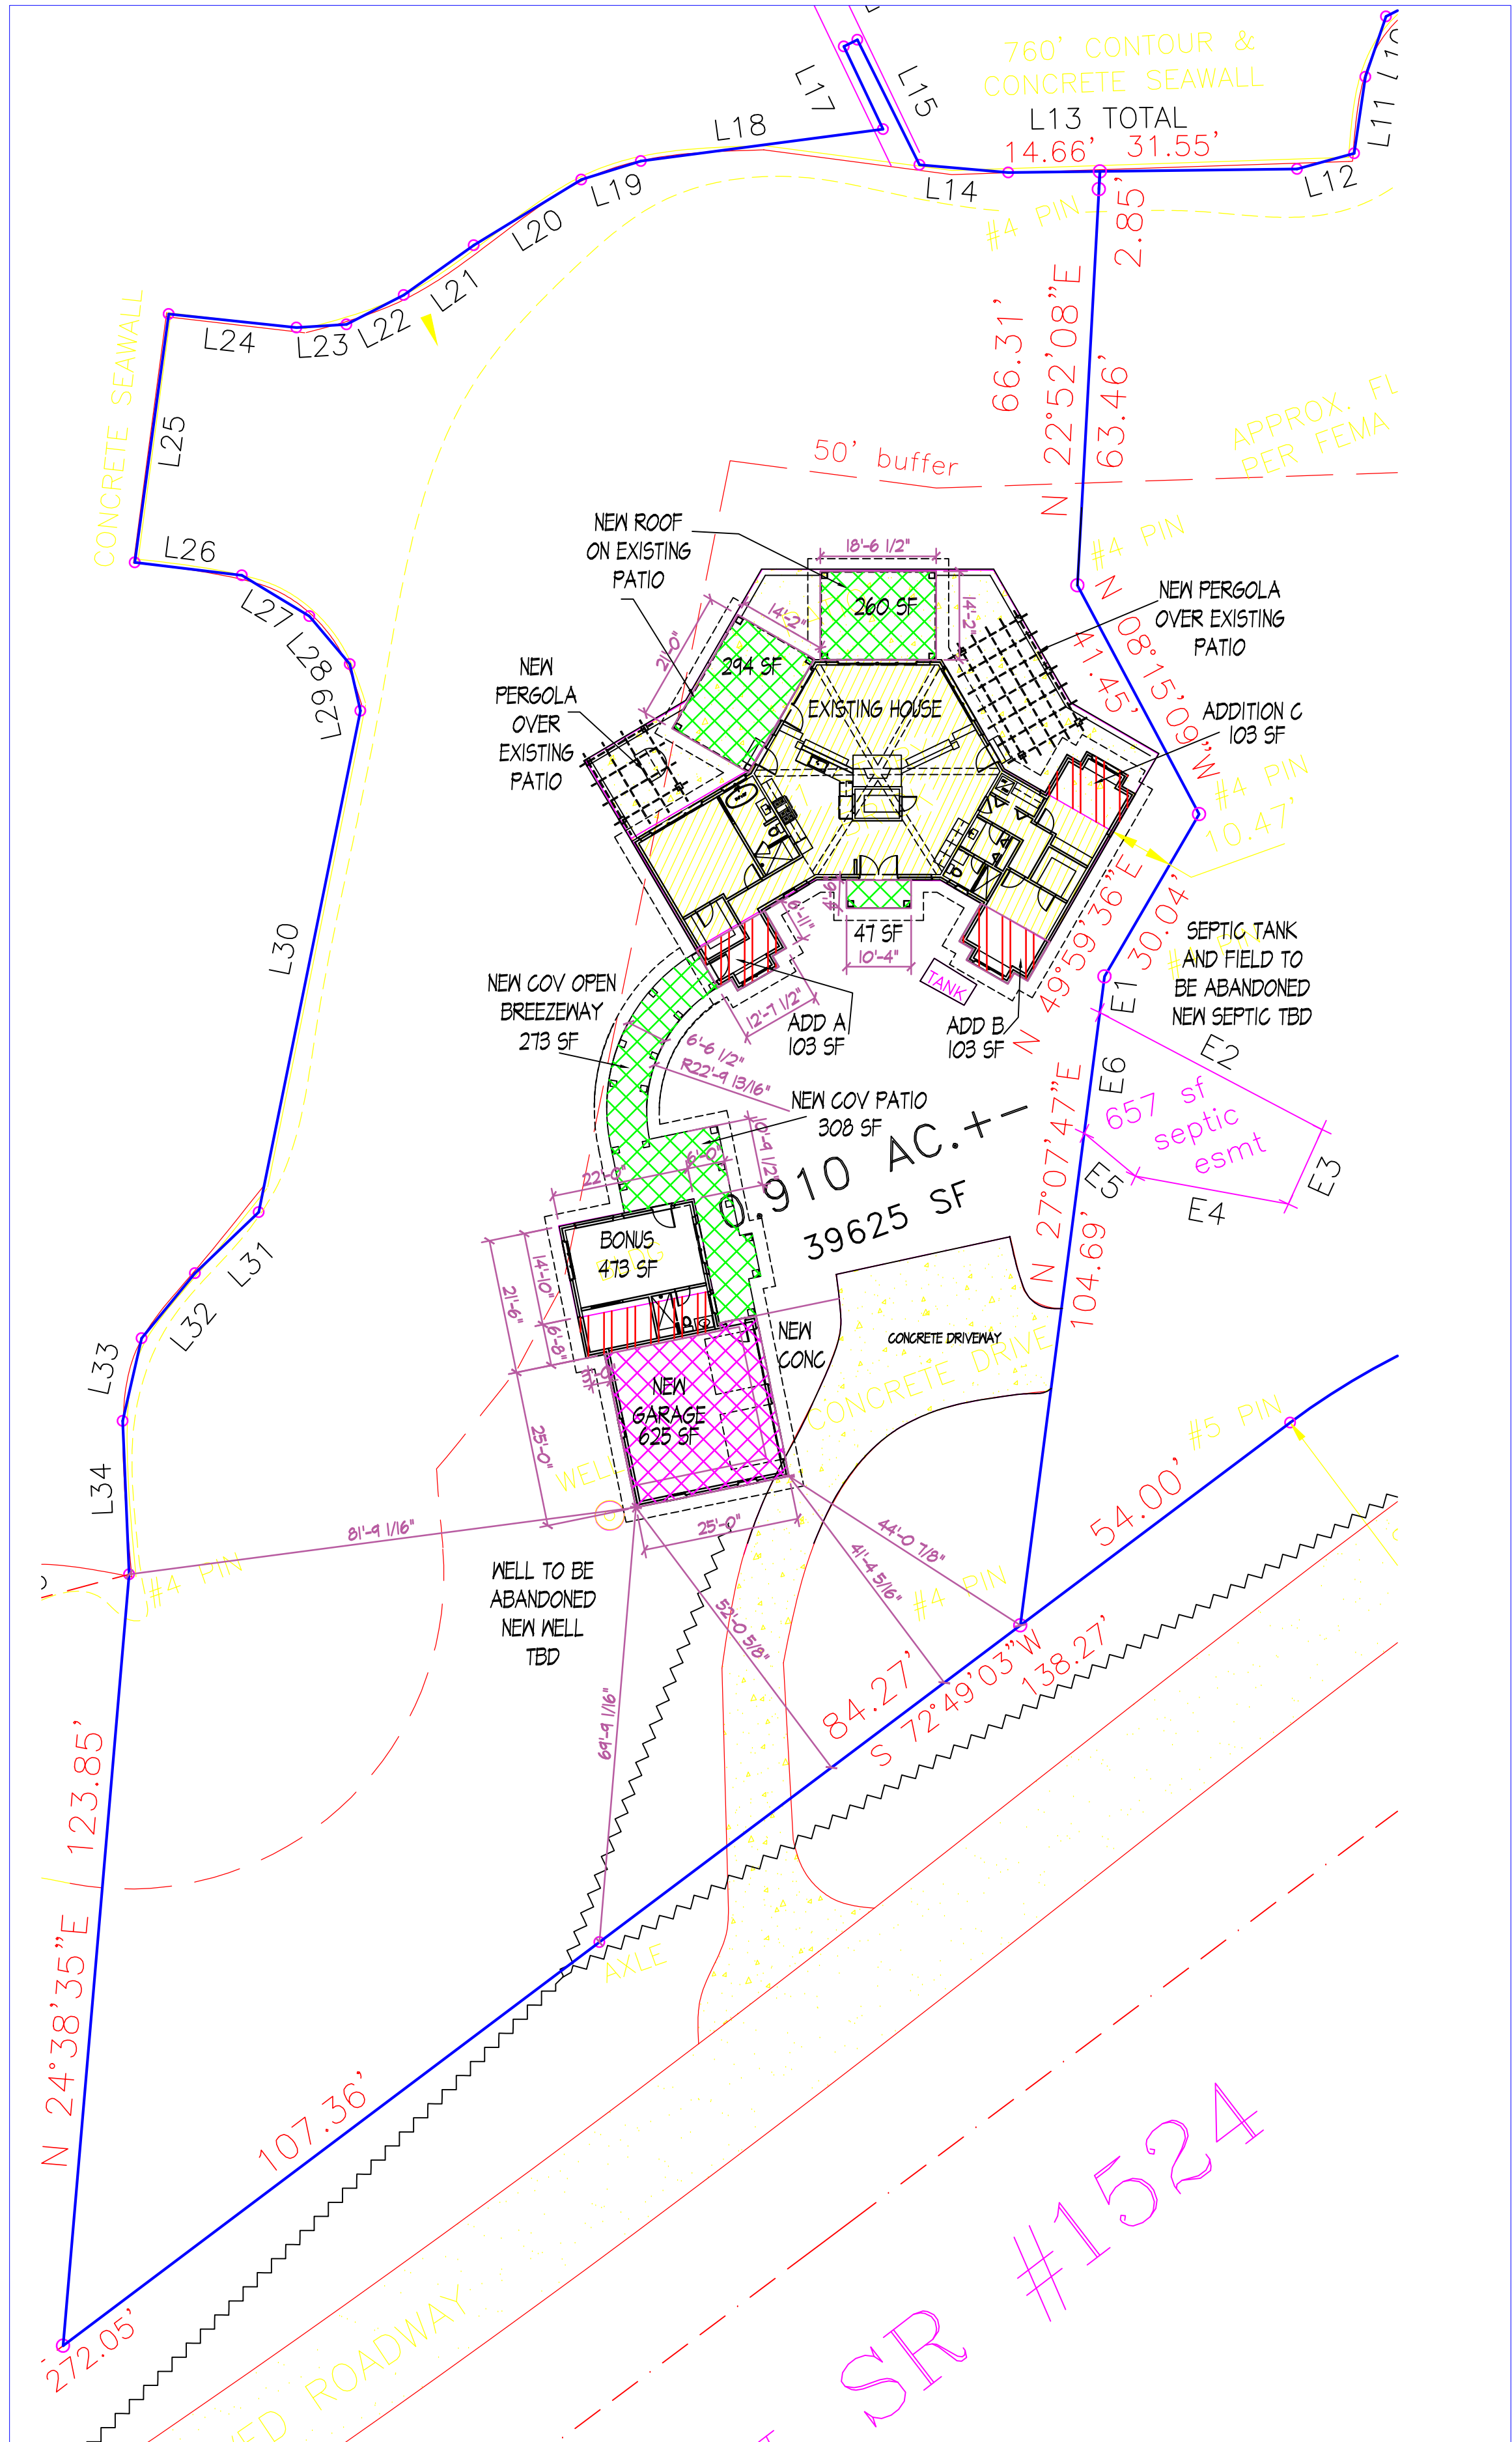 760' CONTOUR &
CONCRETE SEAWALL
L13 TOTAL
14.66' 31.55'
L17
L15
L18
L19
L20
L21
L22
L23
L24
L14
L12
L11
#4 PIN
2.85'
66.31'
N 22°52'08"E
63.46'
CONCRETE SEAWALL
L25
L26
L27
L28
L29
L30
L31
L32
L33
L34
50' buffer
APPROX. FL
PER FEMA
#4 PIN
N 08°15'09"W
41.45'
NEW ROOF
ON EXISTING
PATIO
18'-6 1/2"
260 SF
14'-2"
14'-2"
21'-0"
294 SF
NEW PERGOLA
OVER EXISTING
PATIO
NEW
PERGOLA
OVER
EXISTING
PATIO
EXISTING HOUSE
ADDITION C
103 SF
#4 PIN
10.47'
N 49°59'36"E
30.04'
47 SF
10'-4"
4'-6"
6'-11"
12'-7 1/2"
TANK
SEPTIC TANK
AND FIELD TO
BE ABANDONED
NEW SEPTIC TBD
NEW COV OPEN
BREEZEWAY
273 SF
ADD A
103 SF
ADD B
103 SF
6'-6 1/2"
R22'-9 13/16"
NEW COV PATIO
308 SF
10'-9 1/2"
22'-0"
6'-0"
0.910 AC.+-
39625 SF
E1
E2
E3
E4
E5
E6
657 sf
septic
esmt
N 27°07'47"E
104.69'
BONUS
473 SF
BLDG
14'-10"
21'-6"
6'-8"
25'-0"
NEW
CONC
CONCRETE DRIVEWAY
CONCRETE DRIVE
NEW
GARAGE
625 SF
WELL
25'-0"
81'-9 1/16"
44'-0 7/8"
41'-4 5/16"
52'-0 5/8"
69'-9 1/16"
#4 PIN
#4 PIN
#5 PIN
54.00'
WELL TO BE
ABANDONED
NEW WELL
TBD
84.27'
S 72°49'03"W
138.27'
N 24°38'35"E 123.85'
AXLE
107.36'
272.05'
ROADWAY
SR #1524